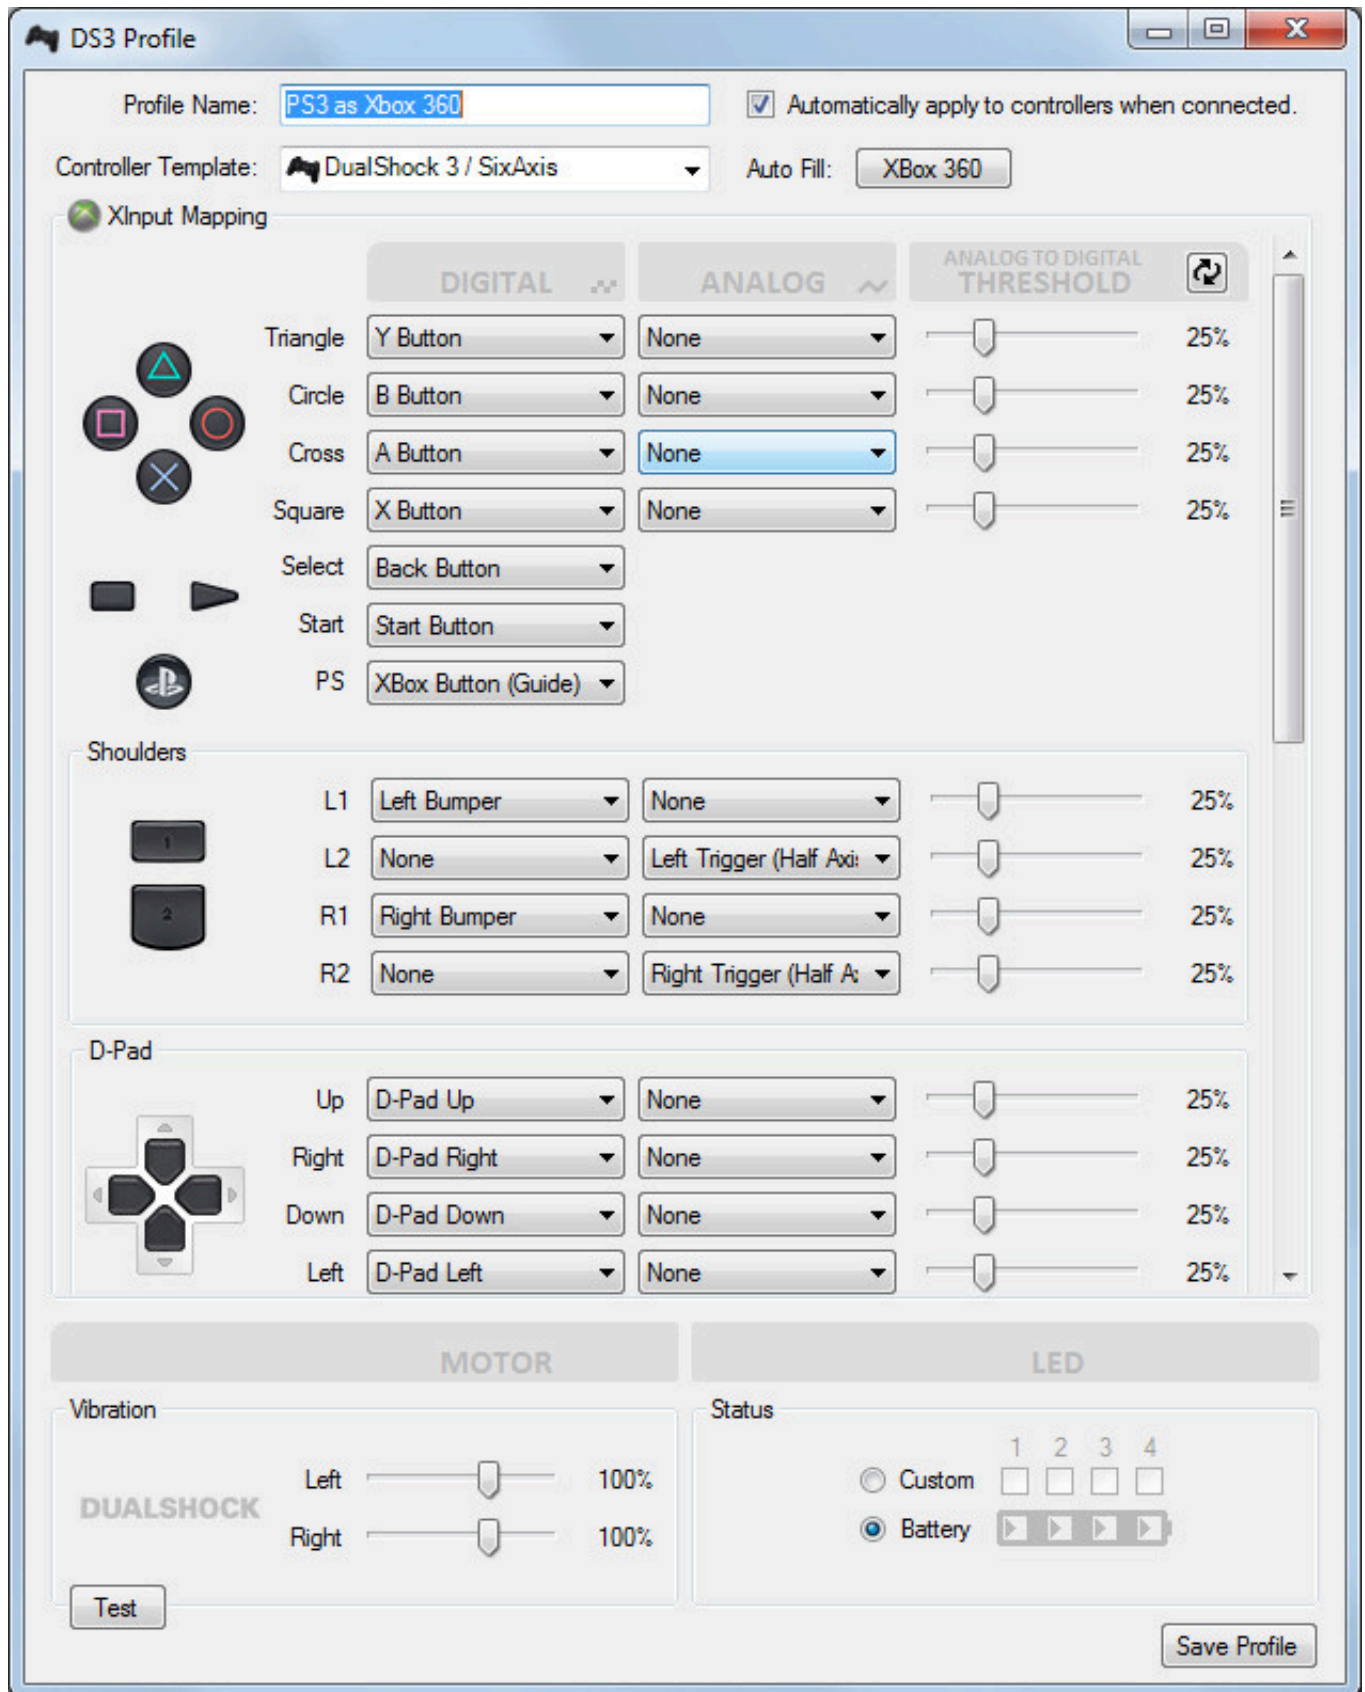 DS3 Profile
Profile Name: PS3 as Xbox 360 Automatically apply to controllers when connected.
Controller Template: DualShock 3 / SixAxis Auto Fill: XBox 360
XInput Mapping
DIGITAL ANALOG ANALOG TO DIGITAL THRESHOLD
Triangle Y Button None 25%
Circle B Button None 25%
Cross A Button None 25%
Square X Button None 25%
Select Back Button
Start Start Button
PS XBox Button (Guide)
Shoulders
1
2
L1 Left Bumper None 25%
L2 None Left Trigger (Half Axi 25%
R1 Right Bumper None 25%
R2 None Right Trigger (Half A 25%
D-Pad
Up D-Pad Up None 25%
Right D-Pad Right None 25%
Down D-Pad Down None 25%
Left D-Pad Left None 25%
MOTOR LED
Vibration Status
1 2 3 4
Left 100% Custom
DUALSHOCK
Right 100% Battery
Test
Save Profile